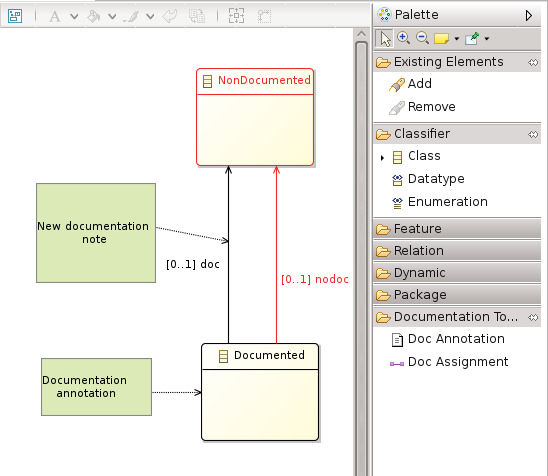 A
NonDocumented
New documentation
note
[0..1] doc
[0..1] nodoc
Documented
Documentation
annotation
Palette
Existing Elements
Add
Remove
Classifier
Class
Datatype
Enumeration
Feature
Relation
Dynamic
Package
Documentation To...
Doc Annotation
Doc Assignment